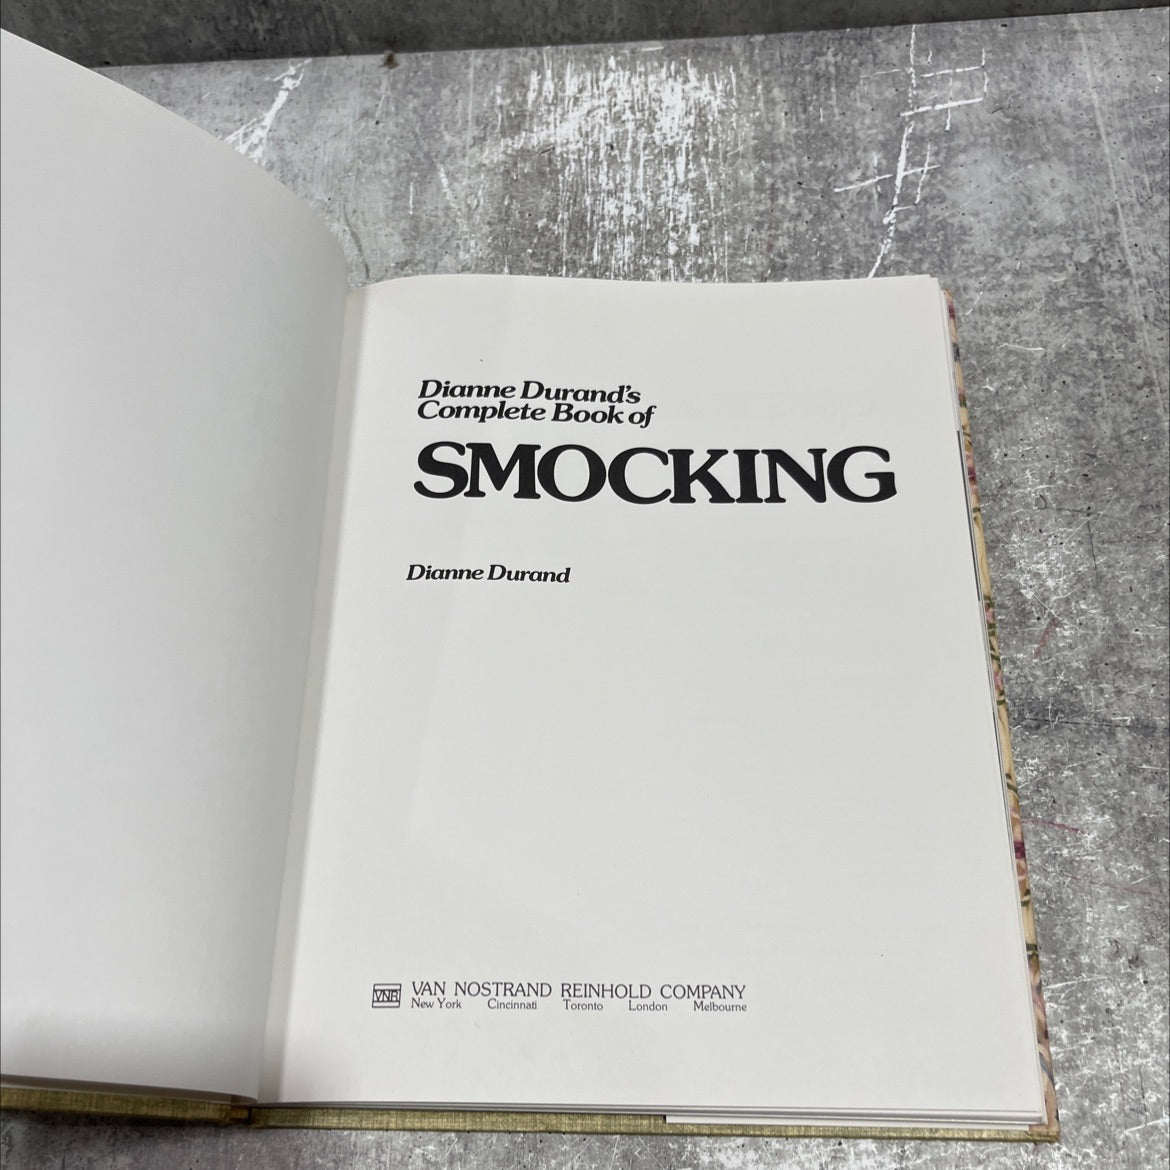 Dianne Durand's
Complete Book of
SMOCKING
Dianne Durand
VNR
VAN NOSTRAND REINHOLD COMPANY
New York Cincinnati Toronto London Melbourne